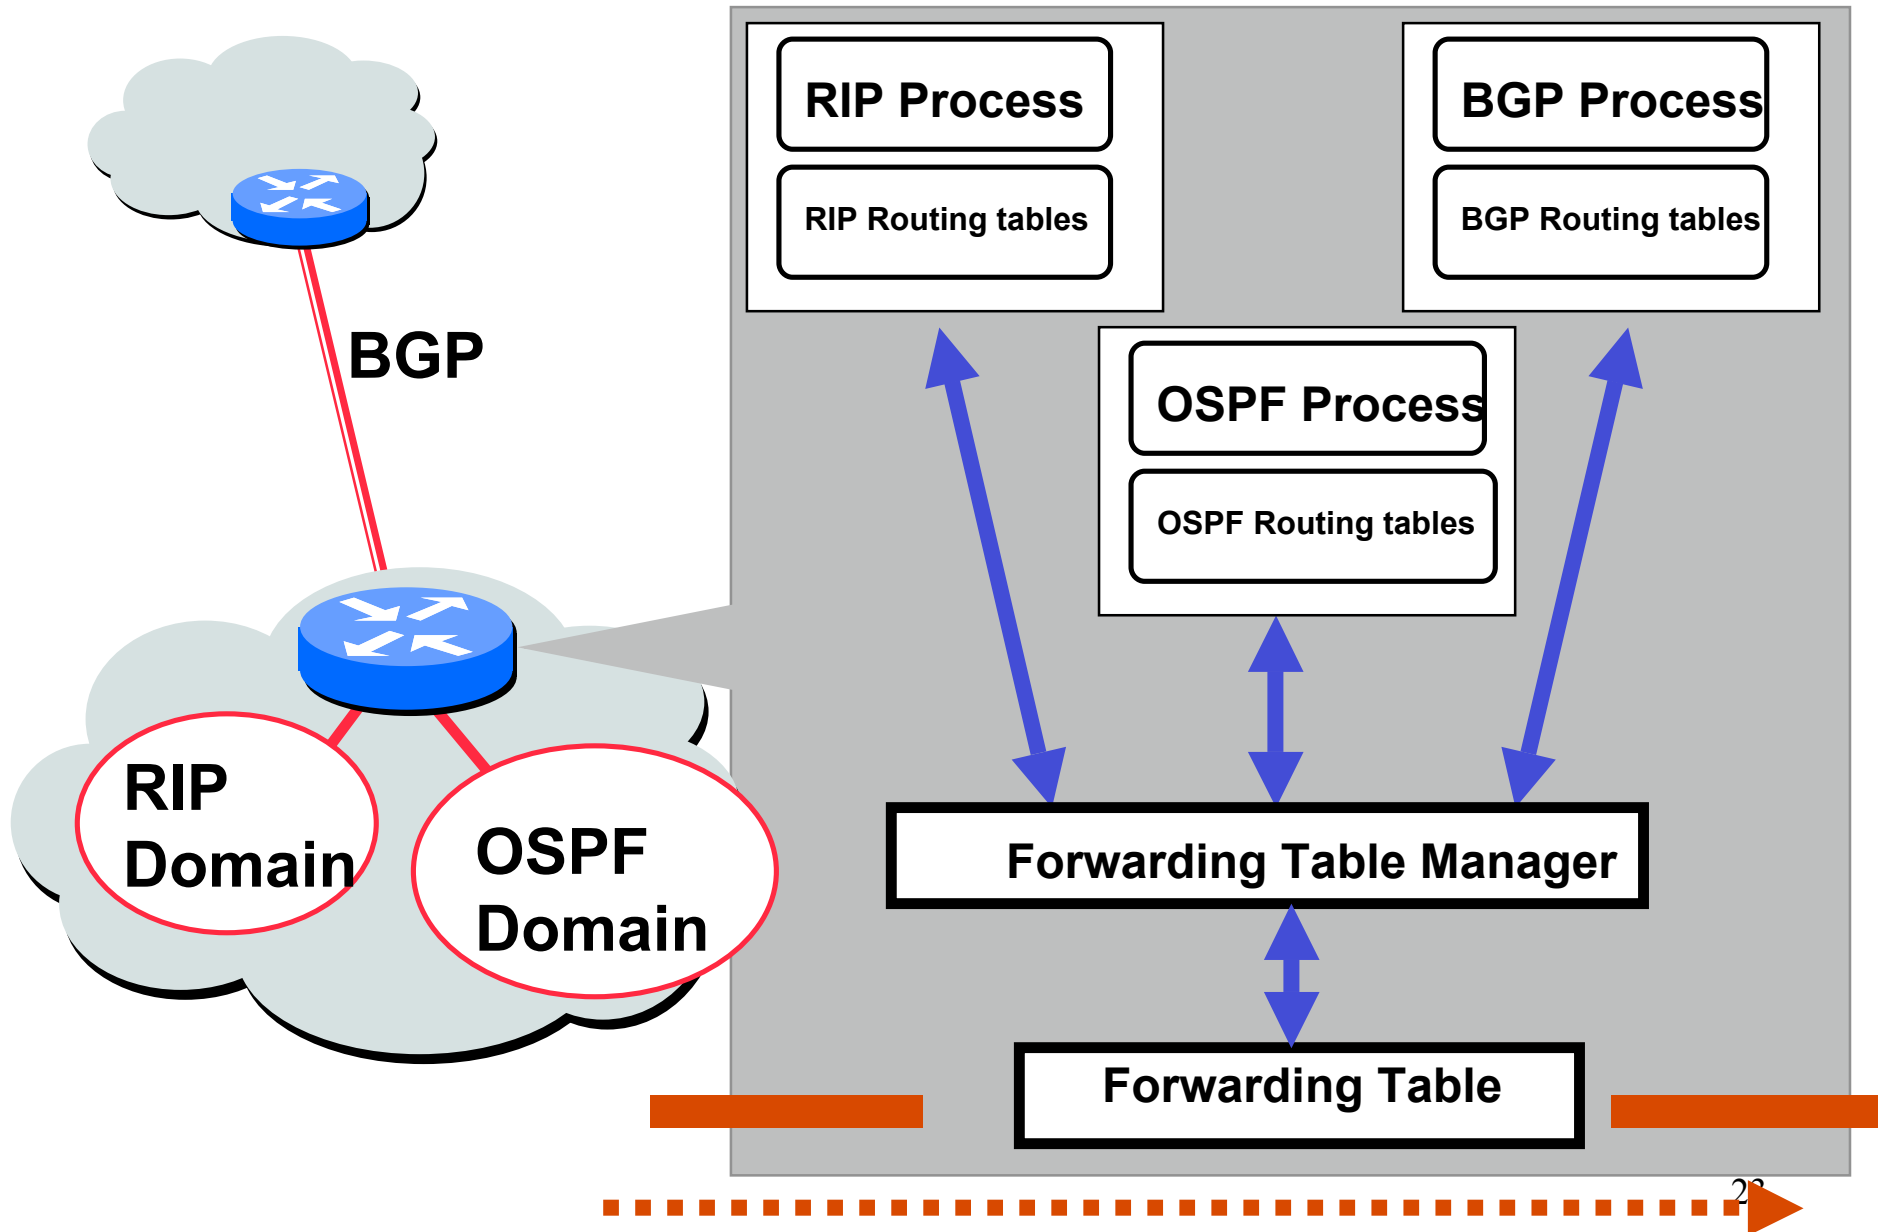 RIP Process
BGP Process
RIP Routing tables
BGP Routing tables
BGP
OSPF Process
OSPF Routing tables
RIP
Domain
OSPF
Domain
Forwarding Table Manager
Forwarding Table